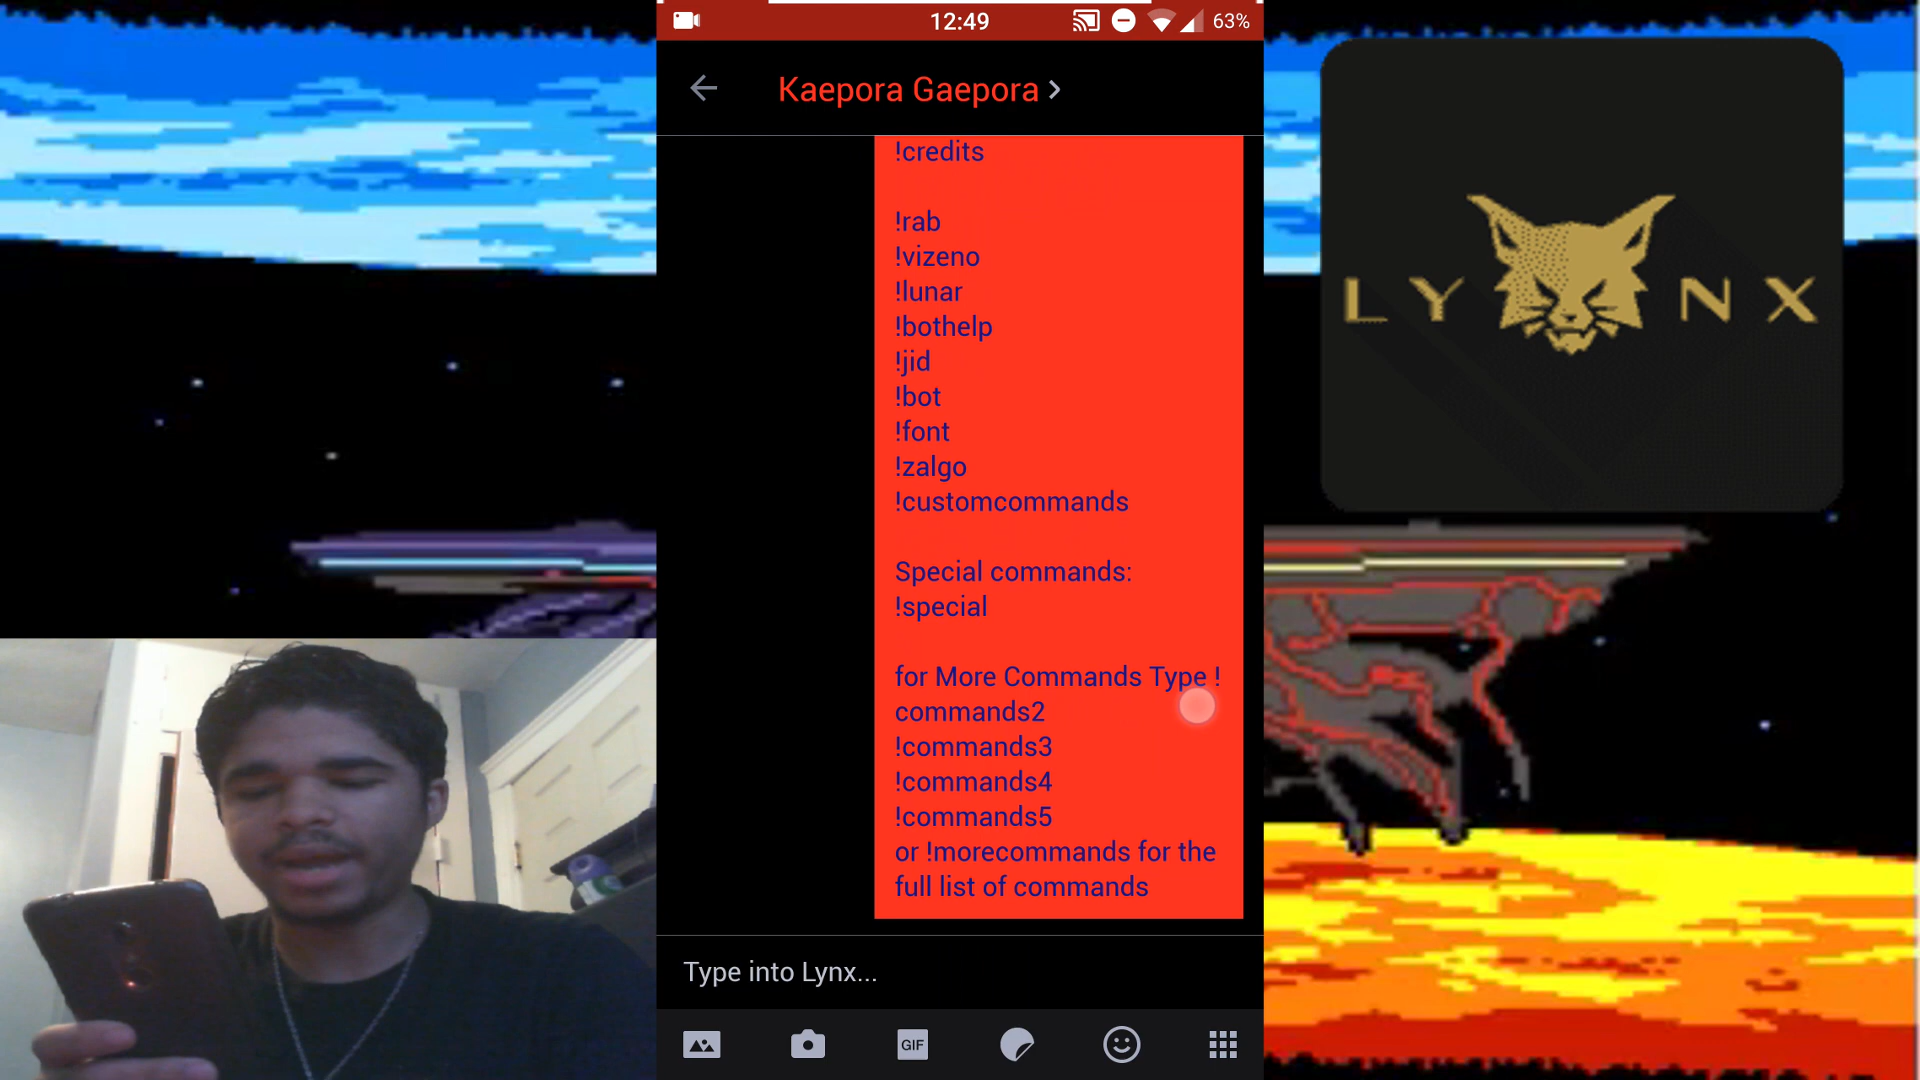 12:49
63%
Kaepora Gaepora
!credits
!rab
!vizeno
!lunar
!bothelp
!jid
!bot
!font
!zalgo
!customcommands
Special commands:
!special
for More Commands Type !
commands2
!commands3
!commands4
!commands5
or !morecommands for the
full list of commands
Type into Lynx...
GIF
LYNX